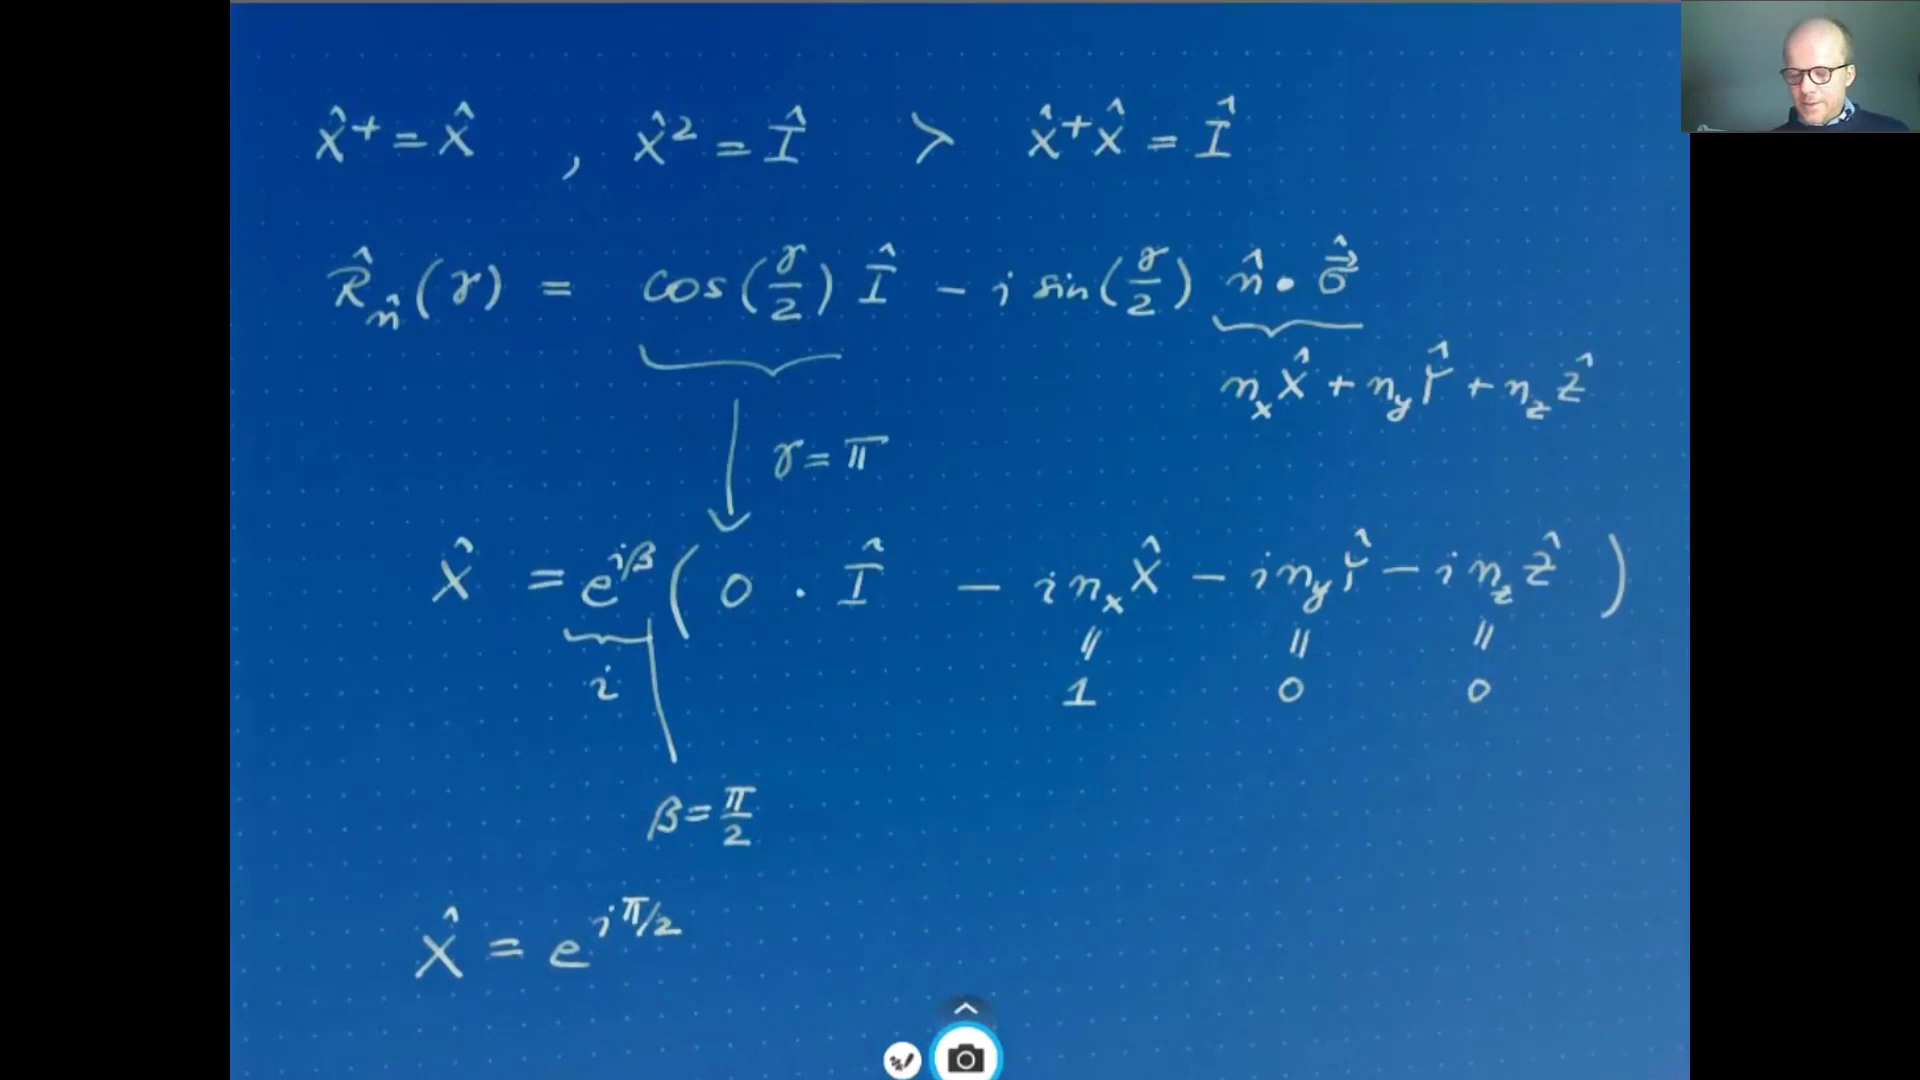 X̂⁺ = X̂ , X̂² = Î > X̂⁺X̂ = Î
R̂_n̂(γ) = cos(γ/2) Î − i sin(γ/2) n̂ · σ⃗̂
n_x X̂ + n_y Ŷ + n_z Ẑ
γ = π
X̂ = e^{iβ} ( 0 · Î − i n_x X̂ − i n_y Ŷ − i n_z Ẑ )
= = =
i 1 0 0
β = π/2
X̂ = e^{iπ/2}